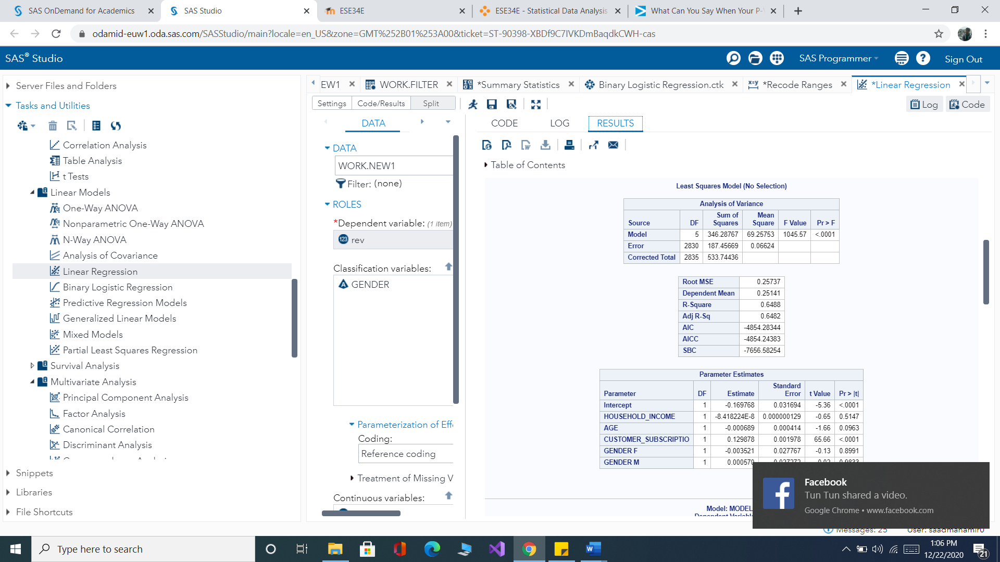 SAS OnDemand for Academics
SAS Studio
ESE34E
ESE34E - Statistical Data Analysis
What Can You Say When Your P-
odamid-euw1.oda.sas.com/SASStudio/main?locale=en_US&zone=GMT%252B01%253A00&ticket=ST-90398-XBDf9C7IVKDmBaqdkCWH-cas
SAS® Studio
SAS Programmer
Sign Out
Server Files and Folders
Tasks and Utilities
Correlation Analysis
Table Analysis
t Tests
Linear Models
One-Way ANOVA
Nonparametric One-Way ANOVA
N-Way ANOVA
Analysis of Covariance
Linear Regression
Binary Logistic Regression
Predictive Regression Models
Generalized Linear Models
Mixed Models
Partial Least Squares Regression
Survival Analysis
Multivariate Analysis
Principal Component Analysis
Factor Analysis
Canonical Correlation
Discriminant Analysis
Snippets
Libraries
File Shortcuts
EW1
WORK.FILTER
*Summary Statistics
Binary Logistic Regression.ctk
*Recode Ranges
*Linear Regression
Settings
Code/Results
Split
Log
Code
DATA
DATA
WORK.NEW1
Filter: (none)
ROLES
*Dependent variable: (1 item)
123 rev
Classification variables:
A GENDER
Parameterization of Eff
Coding:
Reference coding
Treatment of Missing V
Continuous variables:
CODE
LOG
RESULTS
Table of Contents
Least Squares Model (No Selection)
Analysis of Variance
Source DF Sum of Squares Mean Square F Value Pr > F
Model 5 346.28767 69.25753 1045.57 <.0001
Error 2830 187.45669 0.06624
Corrected Total 2835 533.74436
Root MSE 0.25737
Dependent Mean 0.25141
R-Square 0.6488
Adj R-Sq 0.6482
AIC -4854.28344
AICC -4854.24383
SBC -7656.58254
Parameter Estimates
Parameter DF Estimate Standard Error t Value Pr > |t|
Intercept 1 -0.169768 0.031694 -5.36 <.0001
HOUSEHOLD_INCOME 1 -8.418224E-8 0.000000129 -0.65 0.5147
AGE 1 -0.000689 0.000414 -1.66 0.0963
CUSTOMER_SUBSCRIPTIO 1 0.129878 0.001978 65.66 <.0001
GENDER F 1 -0.003521 0.027767 -0.13 0.8991
GENDER M 1 0.000570
Model: MODEL
Facebook
Tun Tun shared a video.
Google Chrome • www.facebook.com
Messages: 25
User: saadmanamir0
Type here to search
1:06 PM
12/22/2020
21